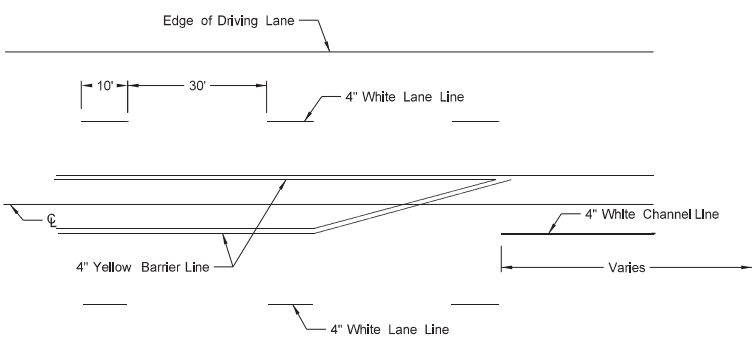 Edge of Driving Lane
10'
30'
4" White Lane Line
℄
4" White Channel Line
4" Yellow Barrier Line
Varies
4" White Lane Line